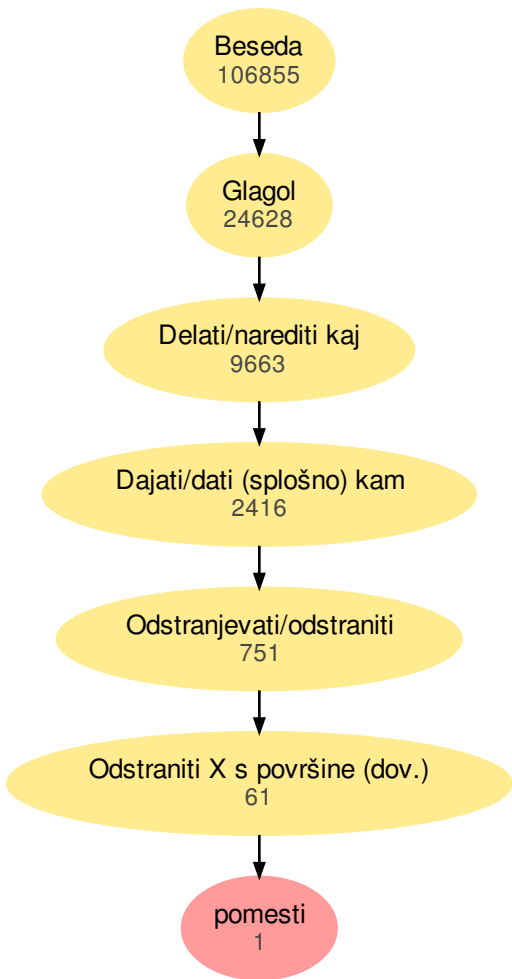 Beseda
106855
Glagol
24628
Delati/narediti kaj
9663
Dajati/dati (splošno) kam
2416
Odstranjevati/odstraniti
751
Odstraniti X s površine (dov.)
61
pomesti
1